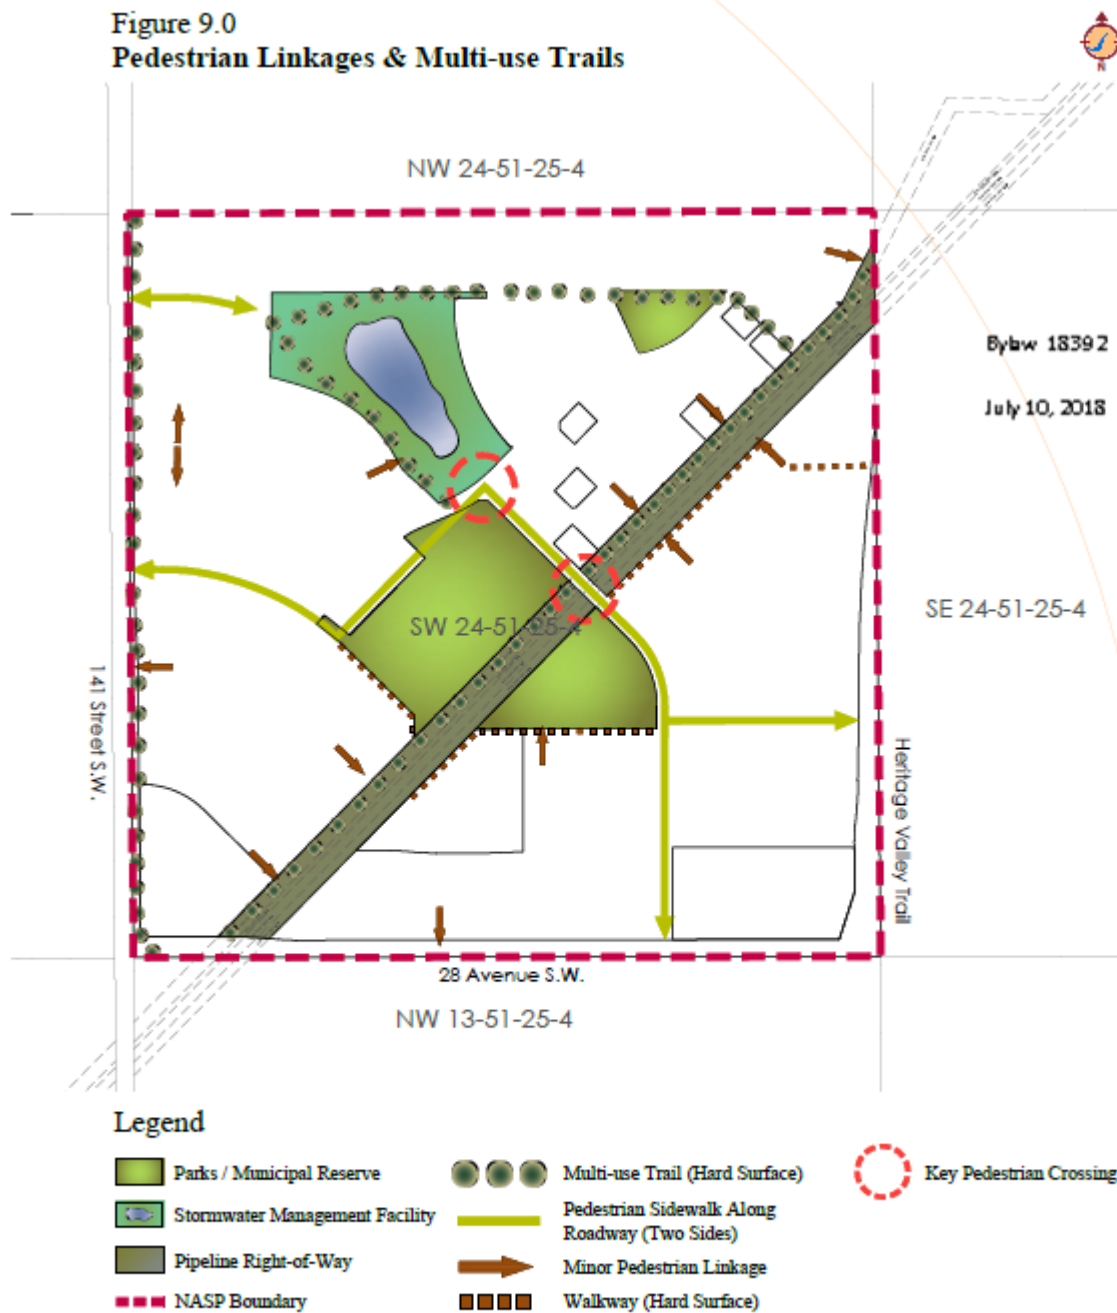 Figure 9.0
Pedestrian Linkages & Multi-use Trails
N
NW 24-51-25-4
Bylaw 18392
July 10, 2018
SW 24-51-25-4
SE 24-51-25-4
141 Street S.W.
Heritage Valley Trail
28 Avenue S.W.
NW 13-51-25-4
Legend
Parks / Municipal Reserve
Multi-use Trail (Hard Surface)
Key Pedestrian Crossing
Stormwater Management Facility
Pedestrian Sidewalk Along
Roadway (Two Sides)
Pipeline Right-of-Way
Minor Pedestrian Linkage
NASP Boundary
Walkway (Hard Surface)